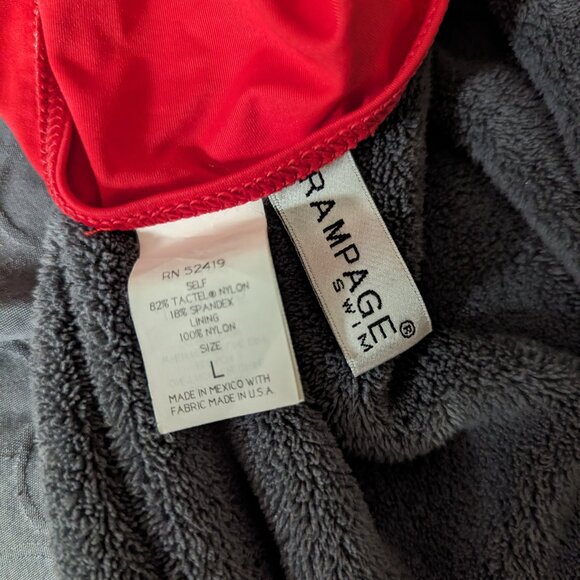 RN 52419
SELF
82% TACTEL® NYLON
18% SPANDEX
LINING
100% NYLON
SIZE
L
MADE IN MEXICO WITH
FABRIC MADE IN U.S.A.
RAMPAGE®
SWIM